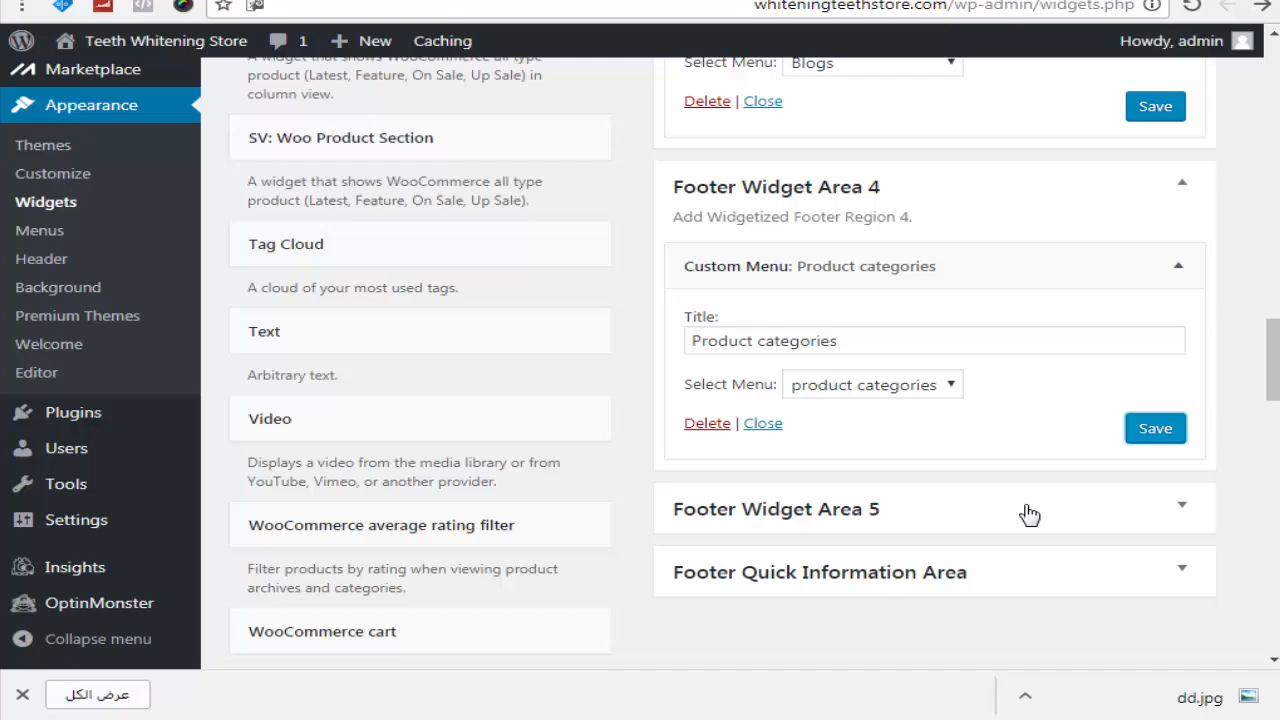 whiteningteethstore.com/wp-admin/widgets.php
Teeth Whitening Store
1
New
Caching
Howdy, admin
Marketplace
Appearance
Themes
Customize
Widgets
Menus
Header
Background
Premium Themes
Welcome
Editor
Plugins
Users
Tools
Settings
Insights
OptinMonster
Collapse menu
A widget that shows WooCommerce all type
product (Latest, Feature, On Sale, Up Sale) in
column view.
SV: Woo Product Section
A widget that shows WooCommerce all type
product (Latest, Feature, On Sale, Up Sale).
Tag Cloud
A cloud of your most used tags.
Text
Arbitrary text.
Video
Displays a video from the media library or from
YouTube, Vimeo, or another provider.
WooCommerce average rating filter
Filter products by rating when viewing product
archives and categories.
WooCommerce cart
Select Menu: Blogs
Delete | Close
Save
Footer Widget Area 4
Add Widgetized Footer Region 4.
Custom Menu: Product categories
Title:
Product categories
Select Menu: product categories
Delete | Close
Save
Footer Widget Area 5
Footer Quick Information Area
عرض الكل
dd.jpg